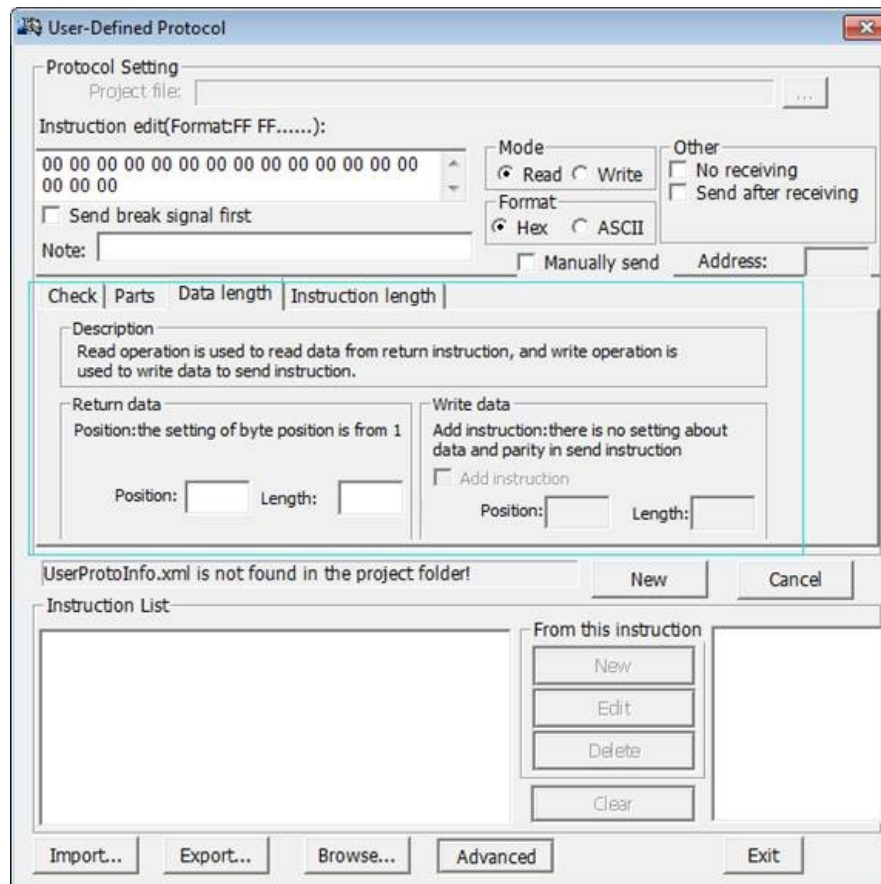 User-Defined Protocol
Protocol Setting
Project file:
...
Instruction edit(Format:FF FF......):
00 00 00 00 00 00 00 00 00 00 00 00 00 00
00 00 00
Send break signal first
Note:
Mode
Read
Write
Format
Hex
ASCII
Other
No receiving
Send after receiving
Manually send
Address:
Check
Parts
Data length
Instruction length
Description
Read operation is used to read data from return instruction, and write operation is
used to write data to send instruction.
Return data
Position:the setting of byte position is from 1
Position:
Length:
Write data
Add instruction:there is no setting about
data and parity in send instruction
Add instruction
Position:
Length:
UserProtoInfo.xml is not found in the project folder!
New
Cancel
Instruction List
From this instruction
New
Edit
Delete
Clear
Import...
Export...
Browse...
Advanced
Exit